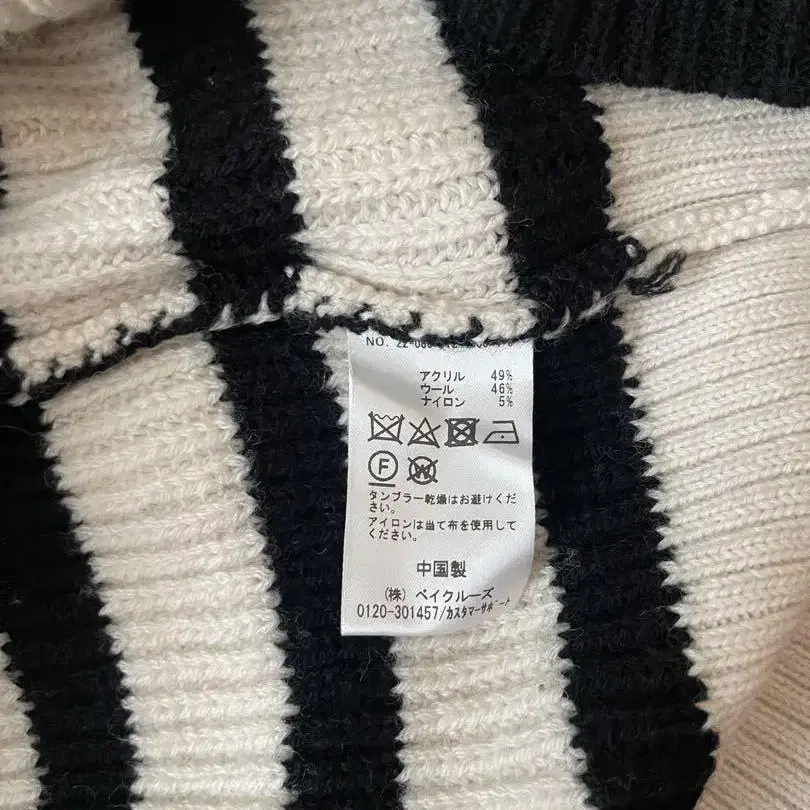 NO.
アクリル 49%
ウール 46%
ナイロン 5%
F
W
タンブラー乾燥はお避けくだ
さい。
アイロンは当て布を使用して
ください。
中国製
(株) ベイクルーズ
0120-301457/カスタマーサポート